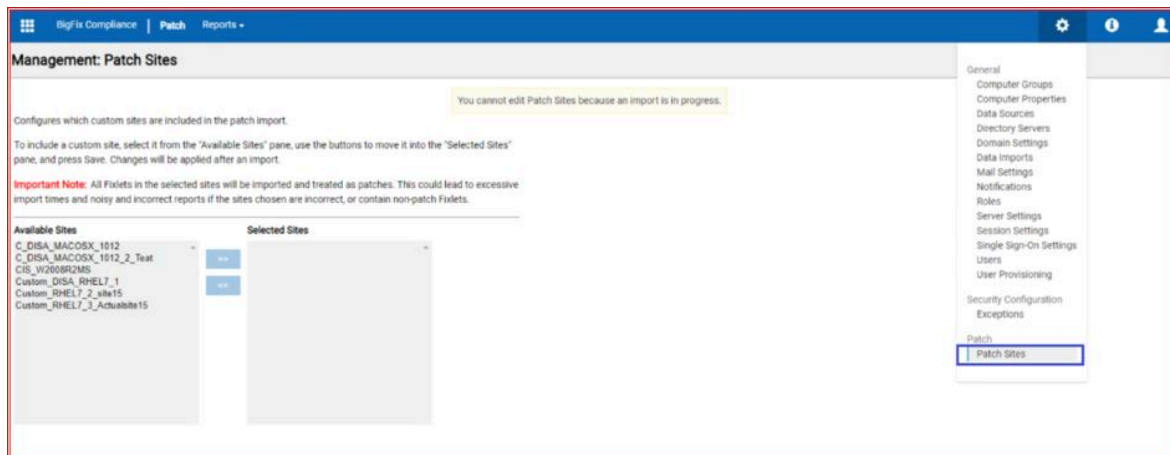 BigFix Compliance | Patch Reports
Management: Patch Sites
You cannot edit Patch Sites because an import is in progress.
Configures which custom sites are included in the patch import.
To include a custom site, select it from the "Available Sites" pane, use the buttons to move it into the "Selected Sites"
pane, and press Save. Changes will be applied after an import.
Important Note: All Fixlets in the selected sites will be imported and treated as patches. This could lead to excessive
import times and noisy and incorrect reports if the sites chosen are incorrect, or contain non-patch Fixlets.
Available Sites
C_DISA_MACOSX_1012
C_DISA_MACOSX_1012_2_Teat
CIS_W2008R2MS
Custom_DISA_RHEL7_1
Custom_RHEL7_2_site15
Custom_RHEL7_3_Actualsite15
>>
<<
Selected Sites
General
Computer Groups
Computer Properties
Data Sources
Directory Servers
Domain Settings
Data Imports
Mail Settings
Notifications
Roles
Server Settings
Session Settings
Single Sign-On Settings
Users
User Provisioning
Security Configuration
Exceptions
Patch
Patch Sites